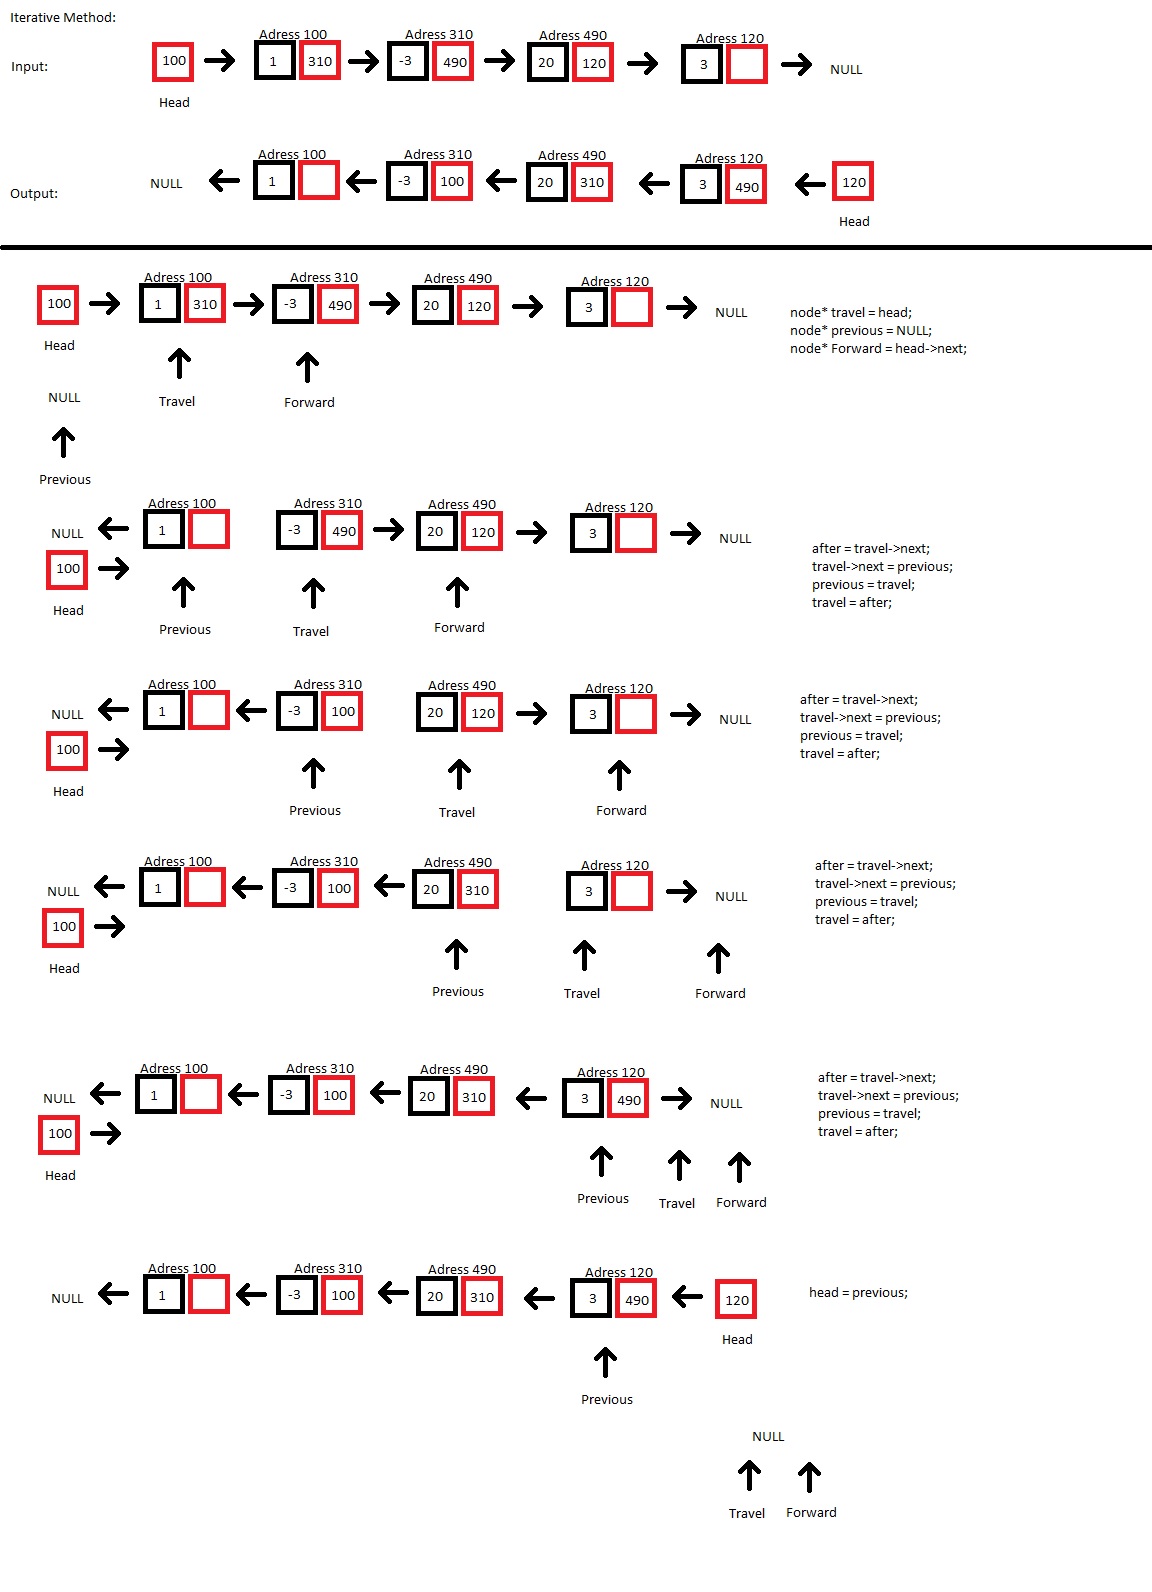 Iterative Method:
Adress 100 Adress 310 Adress 490 Adress 120
Input: 100 1 310 -3 490 20 120 3 NULL
Head
Adress 100 Adress 310 Adress 490 Adress 120
Output: NULL 1 -3 100 20 310 3 490 120
Head
Adress 100 Adress 310 Adress 490 Adress 120
100 1 310 -3 490 20 120 3 NULL
Head
node* travel = head;
node* previous = NULL;
node* Forward = head->next;
NULL Travel Forward
Previous
Adress 100 Adress 310 Adress 490 Adress 120
NULL 1 -3 490 20 120 3 NULL
100
Head
Previous Travel Forward
after = travel->next;
travel->next = previous;
previous = travel;
travel = after;
Adress 100 Adress 310 Adress 490 Adress 120
NULL 1 -3 100 20 120 3 NULL
100
Head
Previous Travel Forward
after = travel->next;
travel->next = previous;
previous = travel;
travel = after;
Adress 100 Adress 310 Adress 490 Adress 120
NULL 1 -3 100 20 310 3 NULL
100
Head
Previous Travel Forward
after = travel->next;
travel->next = previous;
previous = travel;
travel = after;
Adress 100 Adress 310 Adress 490 Adress 120
NULL 1 -3 100 20 310 3 490 NULL
100
Head
Previous Travel Forward
after = travel->next;
travel->next = previous;
previous = travel;
travel = after;
Adress 100 Adress 310 Adress 490 Adress 120
NULL 1 -3 100 20 310 3 490 120
Head
head = previous;
Previous
NULL
Travel Forward